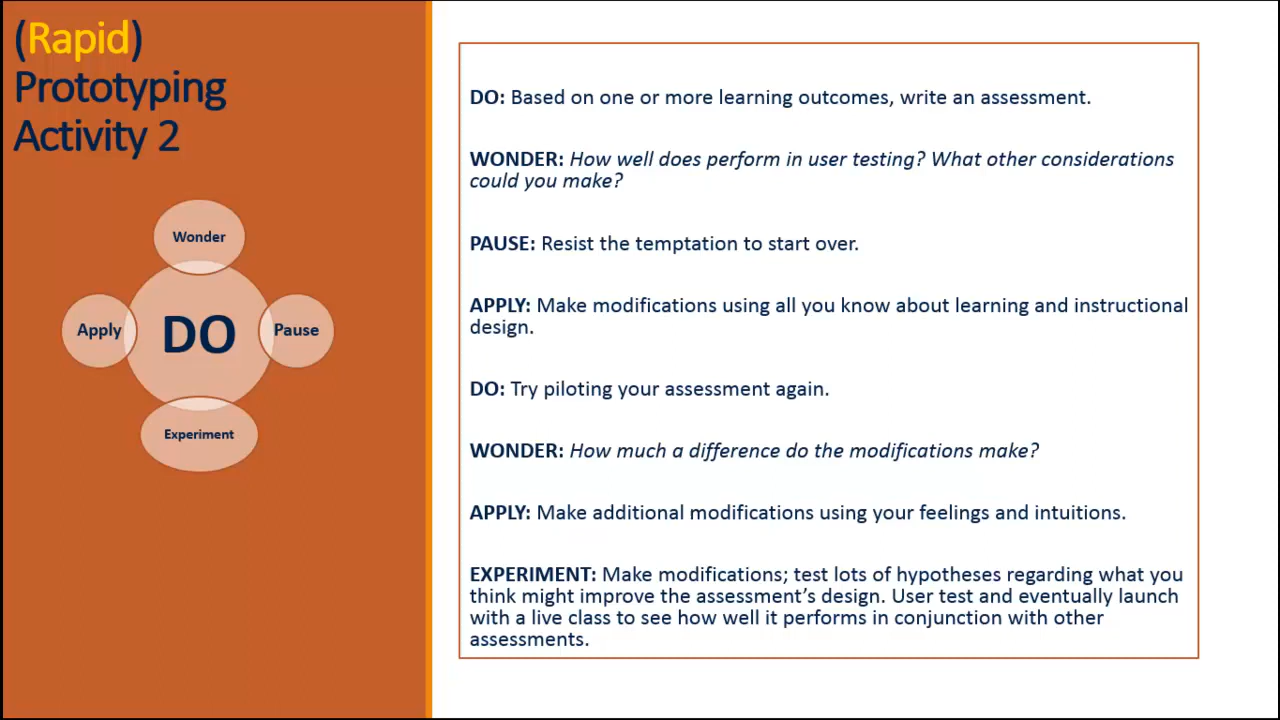 (Rapid)
Prototyping
Activity 2
Wonder
Apply
DO
Pause
Experiment
DO: Based on one or more learning outcomes, write an assessment.
WONDER: How well does perform in user testing? What other considerations
could you make?
PAUSE: Resist the temptation to start over.
APPLY: Make modifications using all you know about learning and instructional
design.
DO: Try piloting your assessment again.
WONDER: How much a difference do the modifications make?
APPLY: Make additional modifications using your feelings and intuitions.
EXPERIMENT: Make modifications; test lots of hypotheses regarding what you
think might improve the assessment’s design. User test and eventually launch
with a live class to see how well it performs in conjunction with other
assessments.